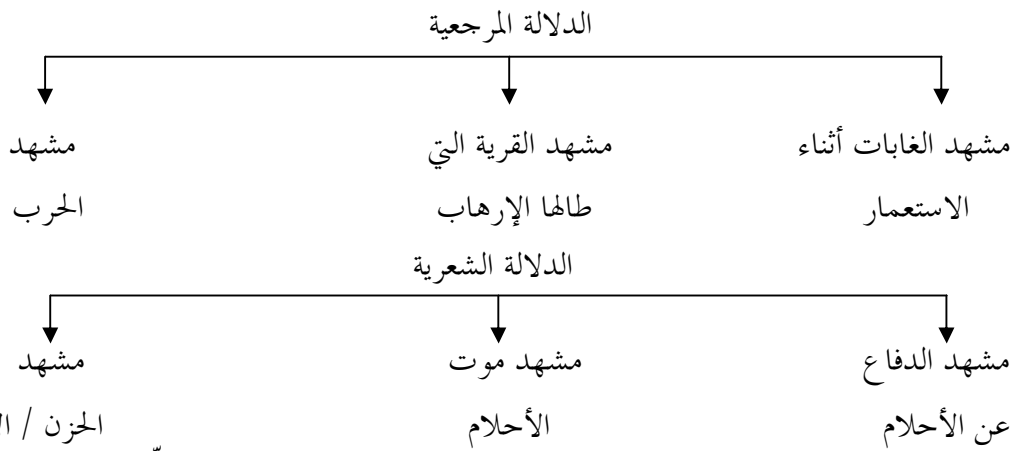 الدلالة المرجعية
مشهد الغابات أثناء مشهد القرية التي مشهد
الاستعمار طالها الإرهاب الحرب
الدلالة الشعرية
مشهد الدفاع مشهد موت مشهد
عن الأحلام الأحلام الحزن /